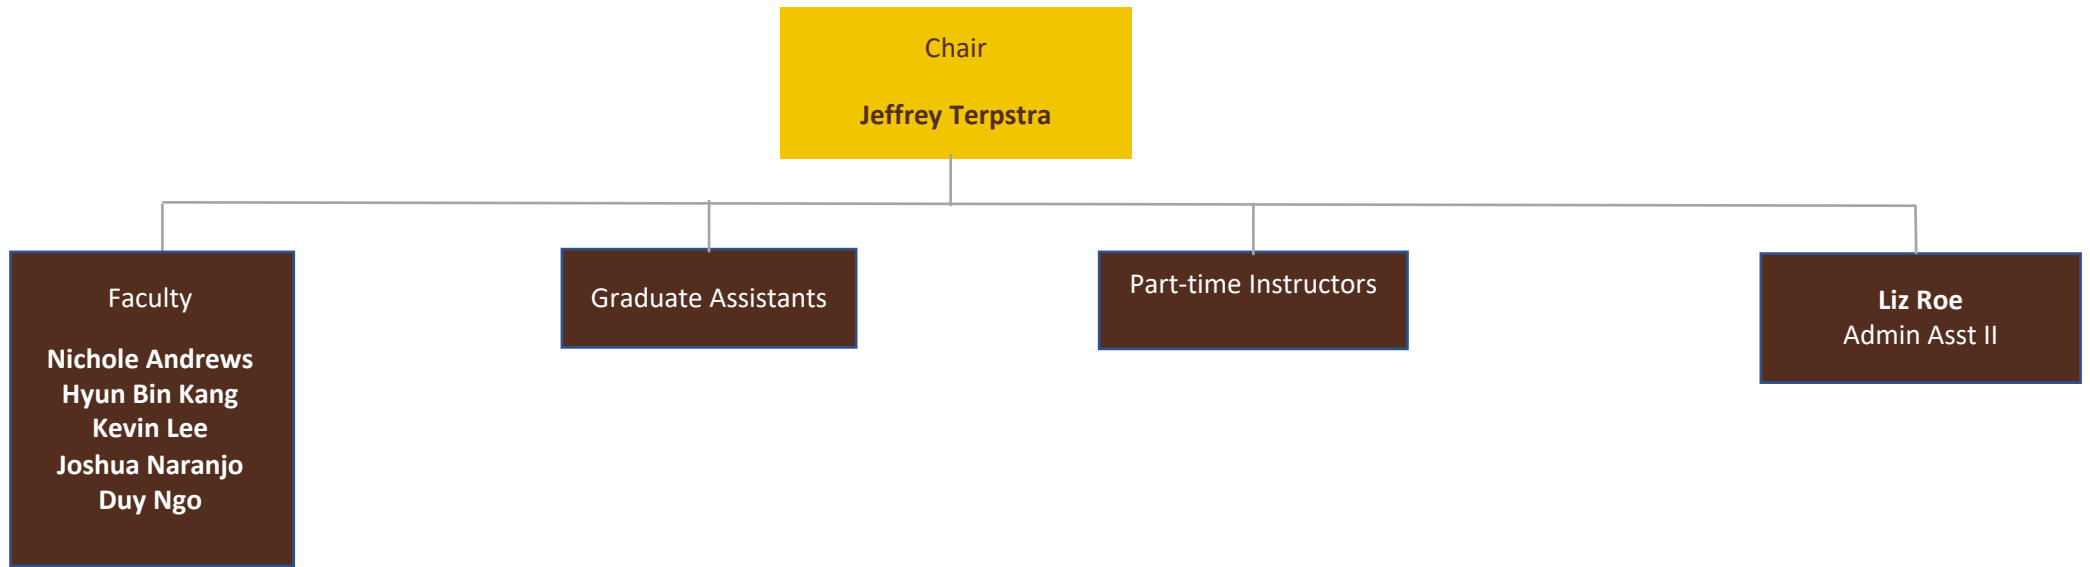 Chair
Jeffrey Terpstra
Faculty
Nichole Andrews
Hyun Bin Kang
Kevin Lee
Joshua Naranjo
Duy Ngo
Graduate Assistants
Part-time Instructors
Liz Roe
Admin Asst II